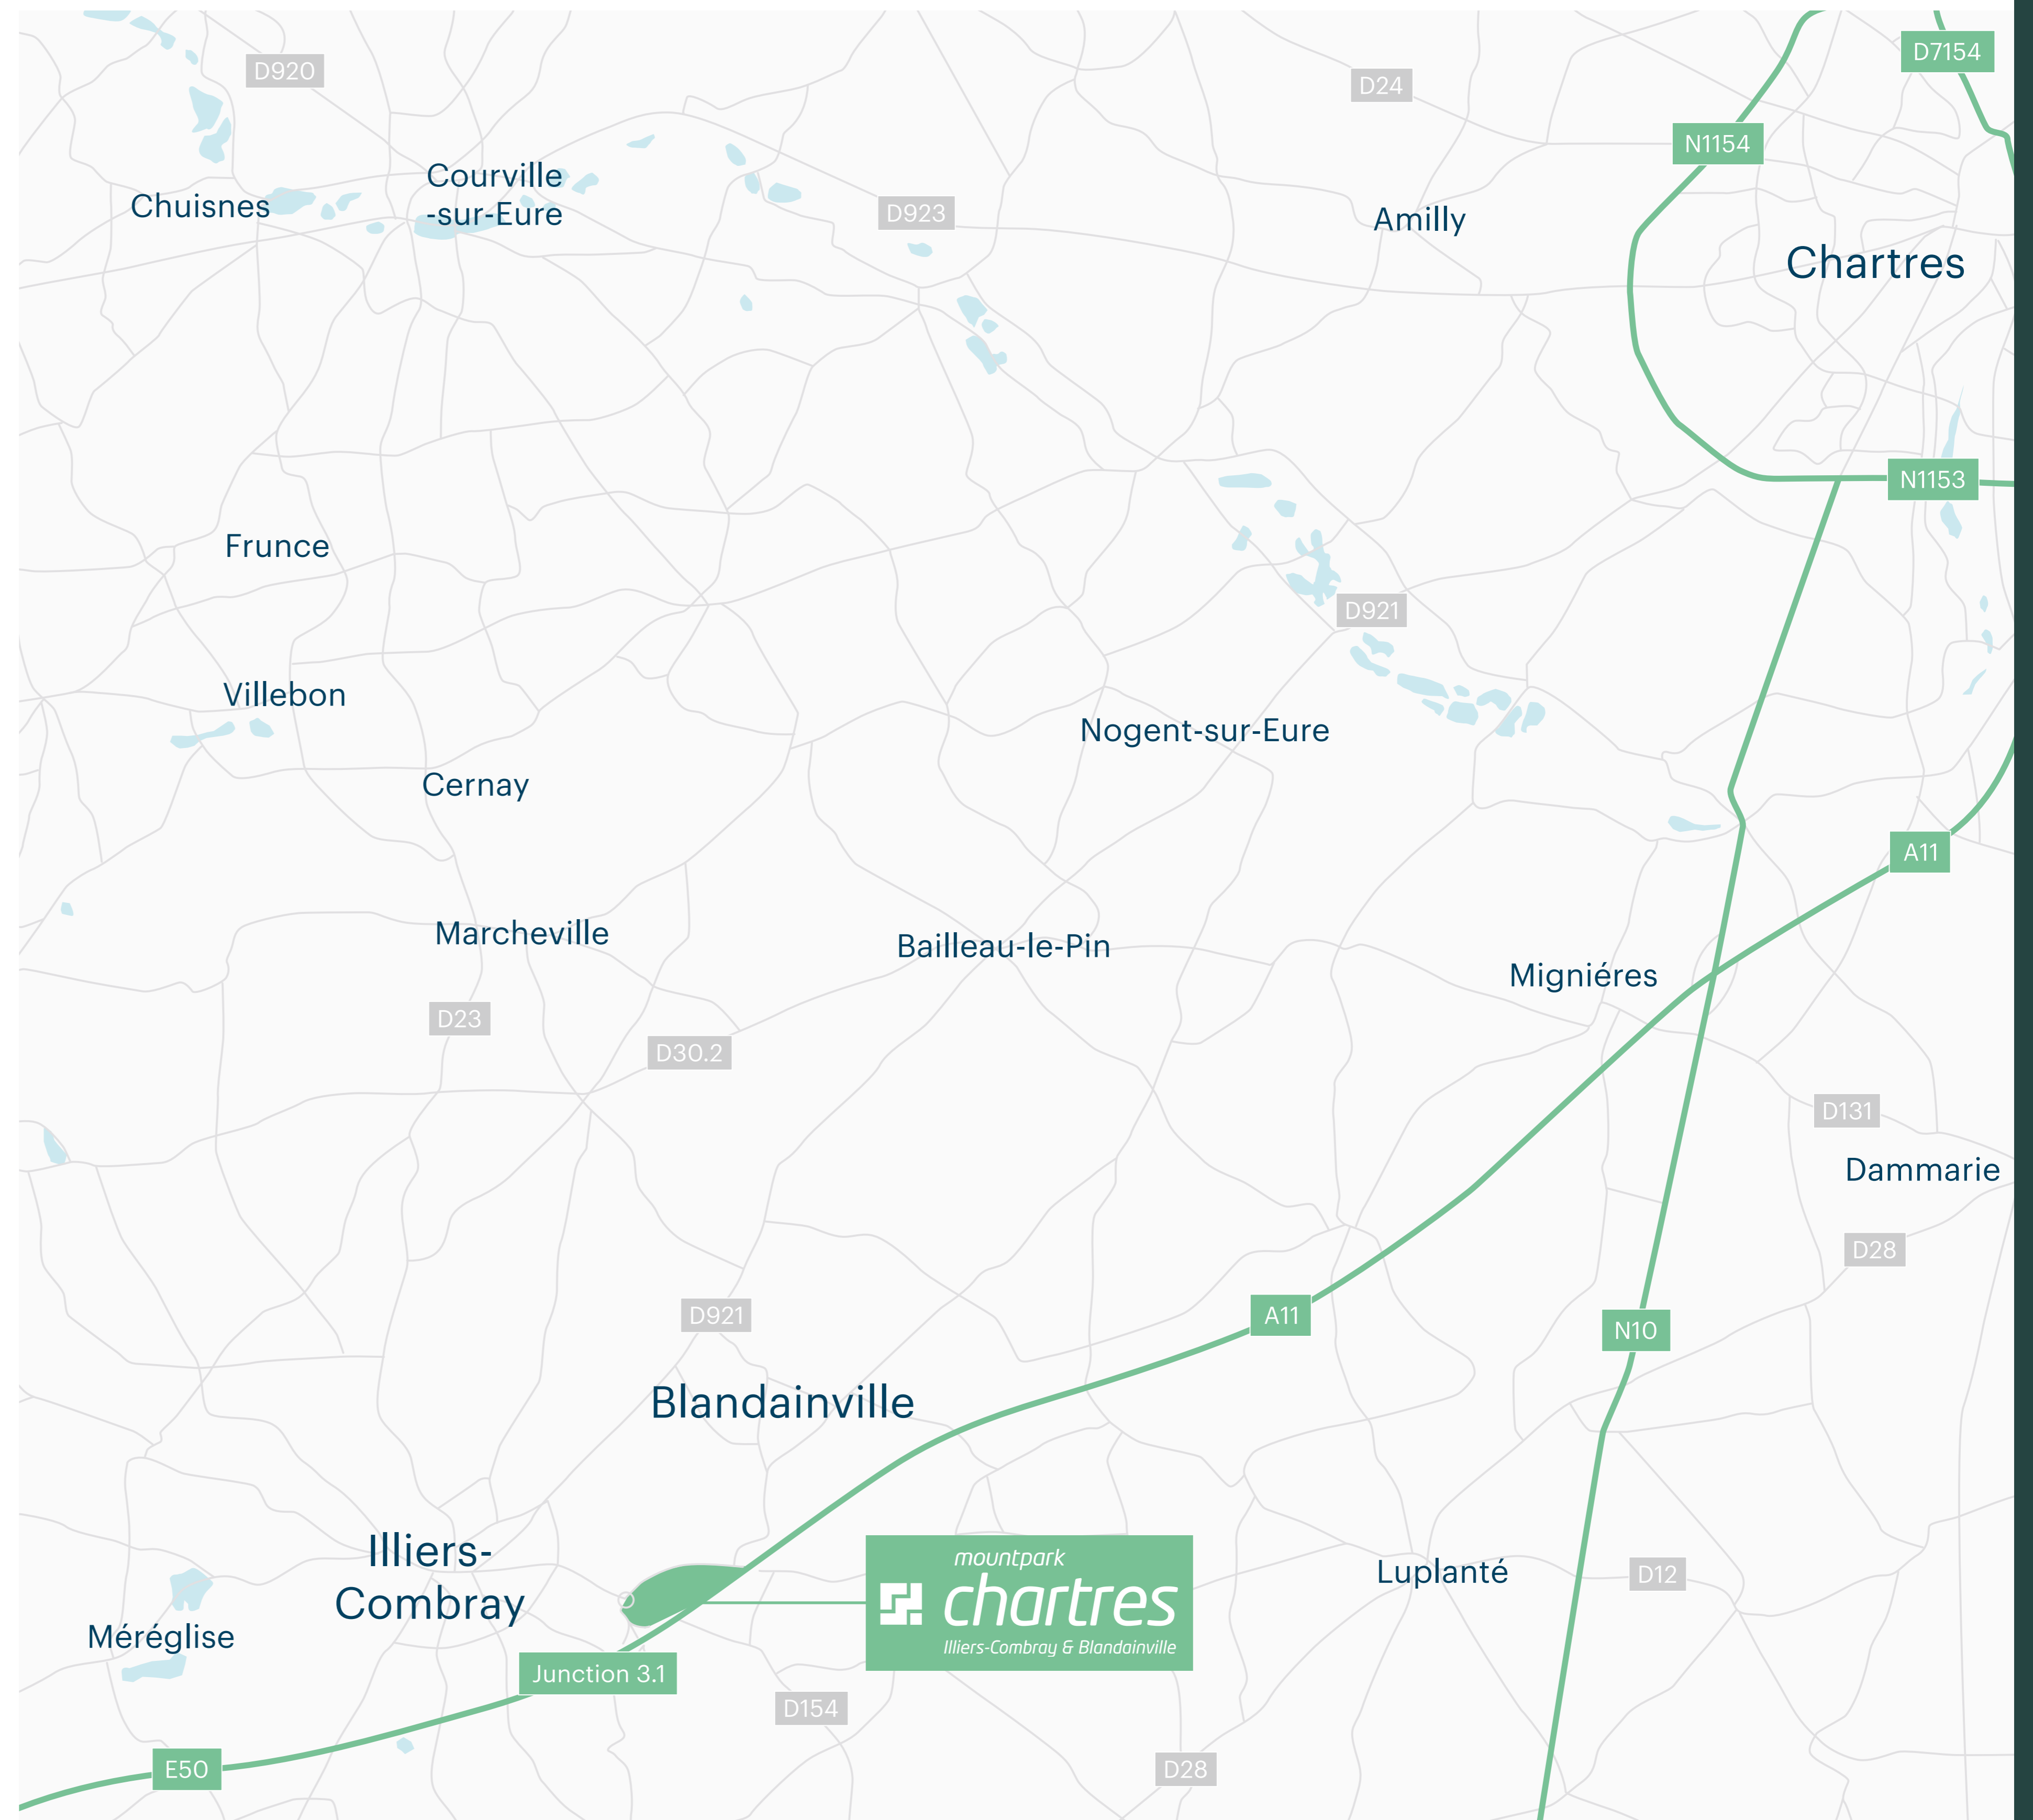 D7154
D920
D24
N1154
Courville
-sur-Eure
Chuisnes
D923
Amilly
Chartres
N1153
Frunce
D921
Villebon
Nogent-sur-Eure
Cernay
A11
Marcheville
Bailleau-le-Pin
Igniéres
D23
D30.2
D131
Dammarie
D28
D921
A11
N10
Blandainville
Illiers-
Combray
mountpark
chartres
Illiers-Combray & Blandainville
Luplanté
D12
Méréglise
Junction 3.1
D154
E50
D28